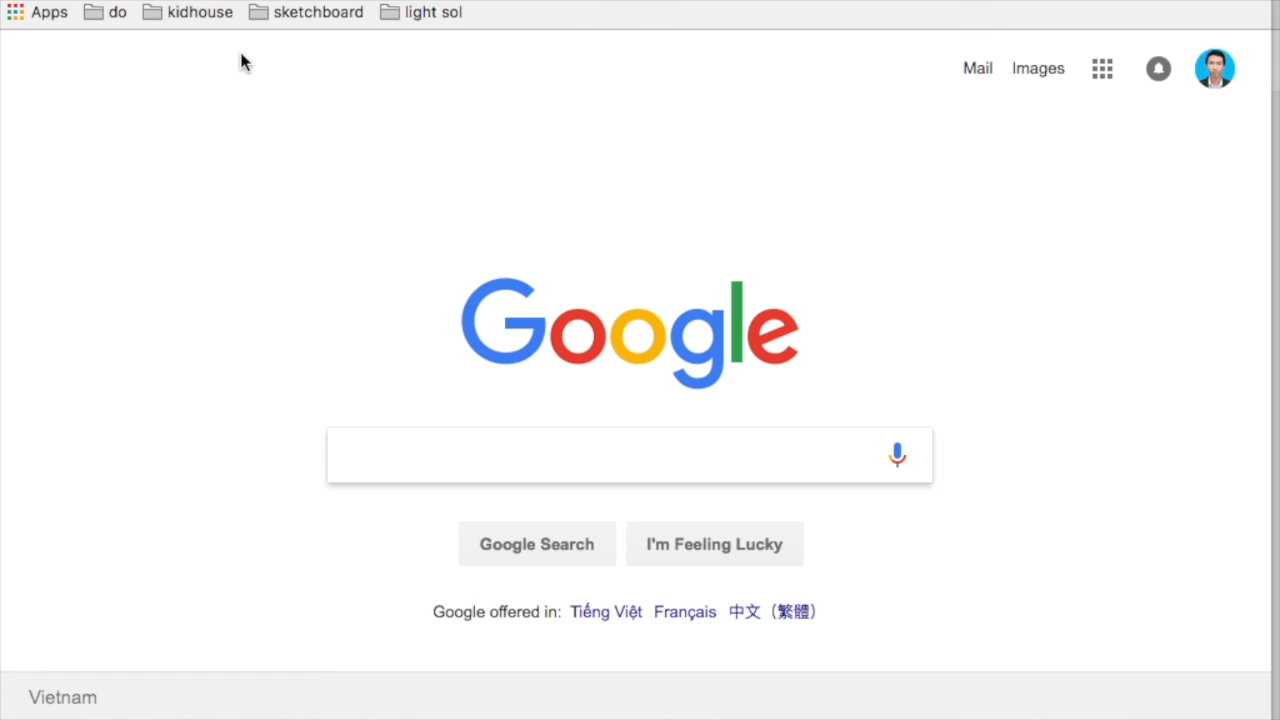 Apps do kidhouse sketchboard light sol
Mail Images
Google
Google Search I'm Feeling Lucky
Google offered in: Tiếng Việt Français 中文（繁體）
Vietnam